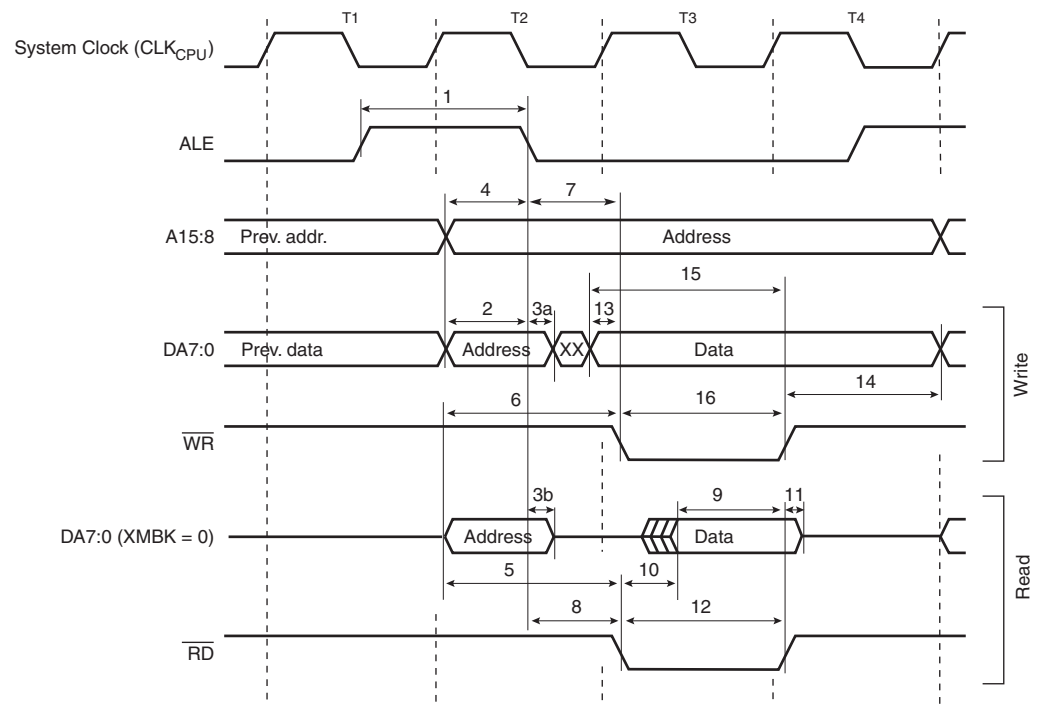 T1 T2 T3 T4
System Clock (CLKCPU)
1
ALE
4 7
A15:8 Prev. addr. Address
15
2 3a 13
DA7:0 Prev. data Address XX Data
14
6 16
WR
Write
3b 9 11
DA7:0 (XMBK = 0) Address Data
5 10
8 12
RD
Read